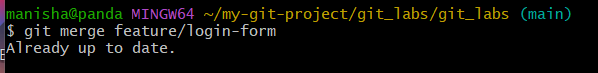 manisha@panda MINGW64 ~/my-git-project/git_labs/git_labs (main)
$ git merge feature/login-form
Already up to date.